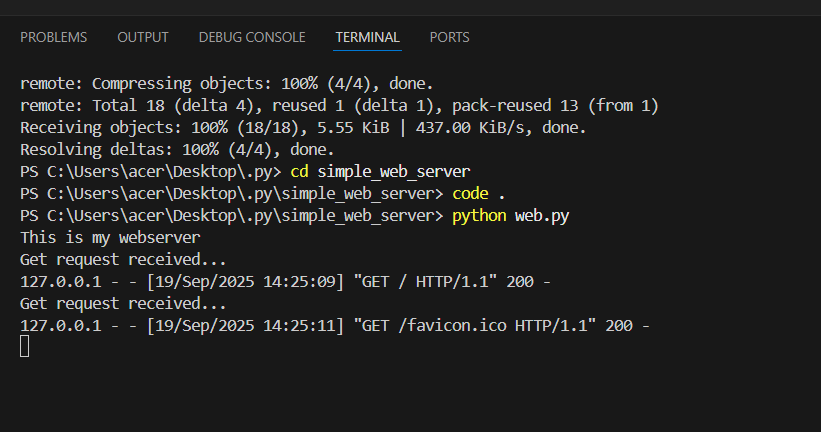 PROBLEMS OUTPUT DEBUG CONSOLE TERMINAL PORTS
remote: Compressing objects: 100% (4/4), done.
remote: Total 18 (delta 4), reused 1 (delta 1), pack-reused 13 (from 1)
Receiving objects: 100% (18/18), 5.55 KiB | 437.00 KiB/s, done.
Resolving deltas: 100% (4/4), done.
PS C:\Users\acer\Desktop\.py> cd simple_web_server
PS C:\Users\acer\Desktop\.py\simple_web_server> code .
PS C:\Users\acer\Desktop\.py\simple_web_server> python web.py
This is my webserver
Get request received...
127.0.0.1 - - [19/Sep/2025 14:25:09] "GET / HTTP/1.1" 200 -
Get request received...
127.0.0.1 - - [19/Sep/2025 14:25:11] "GET /favicon.ico HTTP/1.1" 200 -